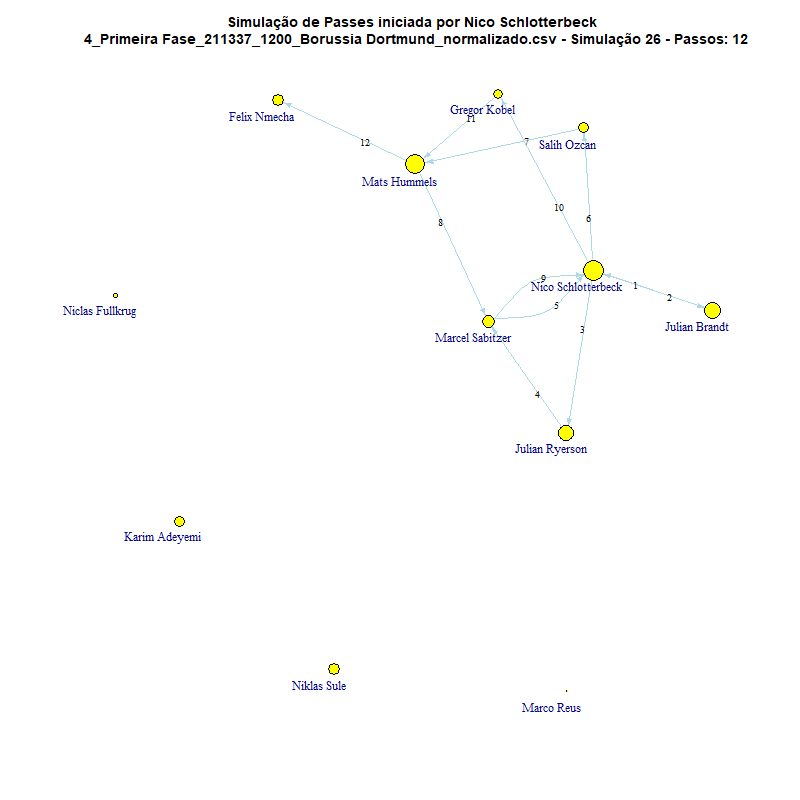 Simulação de Passes iniciada por Nico Schlotterbeck
4_Primeira Fase_211337_1200_Borussia Dortmund_normalizado.csv - Simulação 26 - Passos: 12
Gregor Kobel
Felix Nmecha
11
12
7
Salih Ozcan
Mats Hummels
10
6
8
9
1
Nico Schlotterbeck
2
5
Niclas Fullkrug
Julian Brandt
3
Marcel Sabitzer
4
Julian Ryerson
Karim Adeyemi
Niklas Sule
Marco Reus